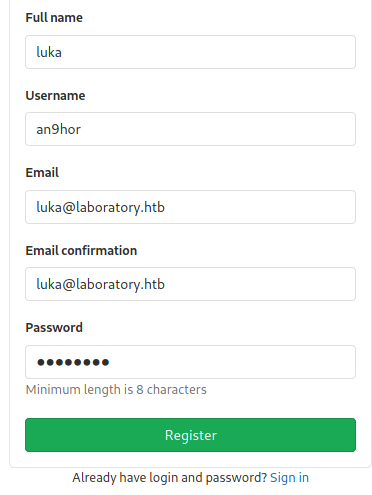 Full name
luka
Username
an9hor
Email
luka@laboratory.htb
Email confirmation
luka@laboratory.htb
Password
●●●●●●●●
Minimum length is 8 characters
Register
Already have login and password? Sign in